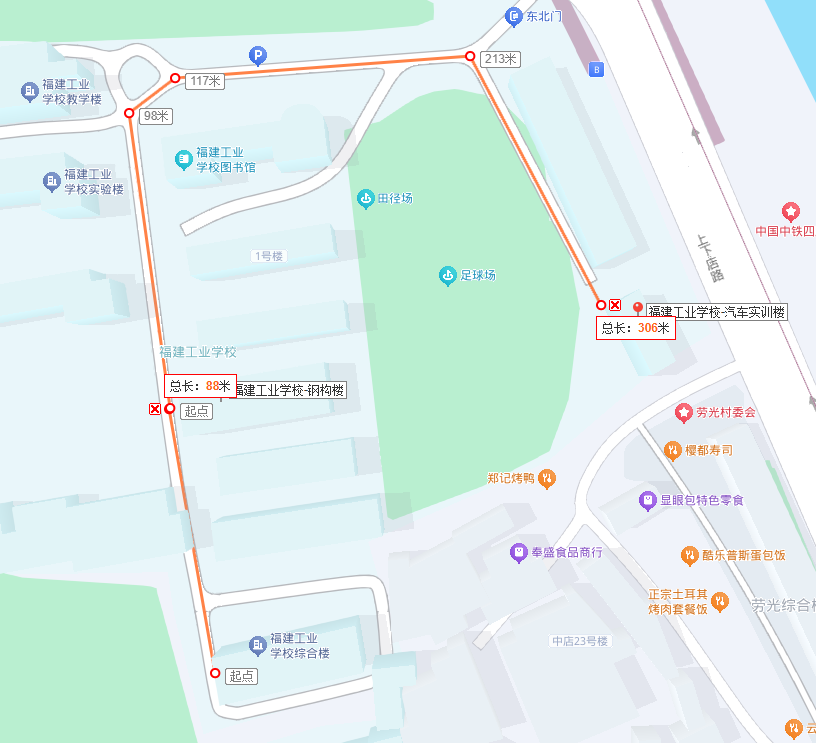 东北门
P
213米
B
117米
福建工业
学校教学楼
98米
福建工业
学校图书馆
福建工业
学校实验楼
田径场
中国中铁四
1号楼
上下店路
足球场
福建工业学校-汽车实训楼
总长：306米
福建工业学校
总长：88米
福建工业学校-钢构楼
起点
劳光村委会
樱都寿司
郑记烤鸭
显眼包特色零食
奉盛食品商行
酷乐普斯蛋包饭
正宗土耳其
烤肉套餐饭
劳光综合
福建工业
学校综合楼
中店23号楼
起点
云